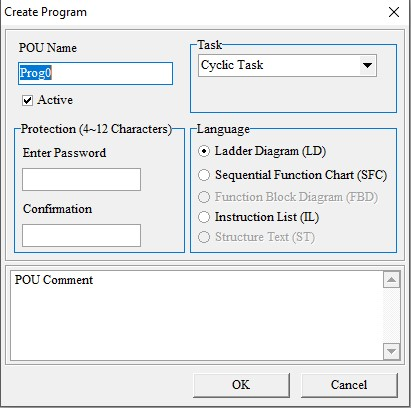 Create Program
POU Name
Prog0
Active
Task
Cyclic Task
Protection (4~12 Characters)
Enter Password
Confirmation
Language
Ladder Diagram (LD)
Sequential Function Chart (SFC)
Function Block Diagram (FBD)
Instruction List (IL)
Structure Text (ST)
POU Comment
OK
Cancel